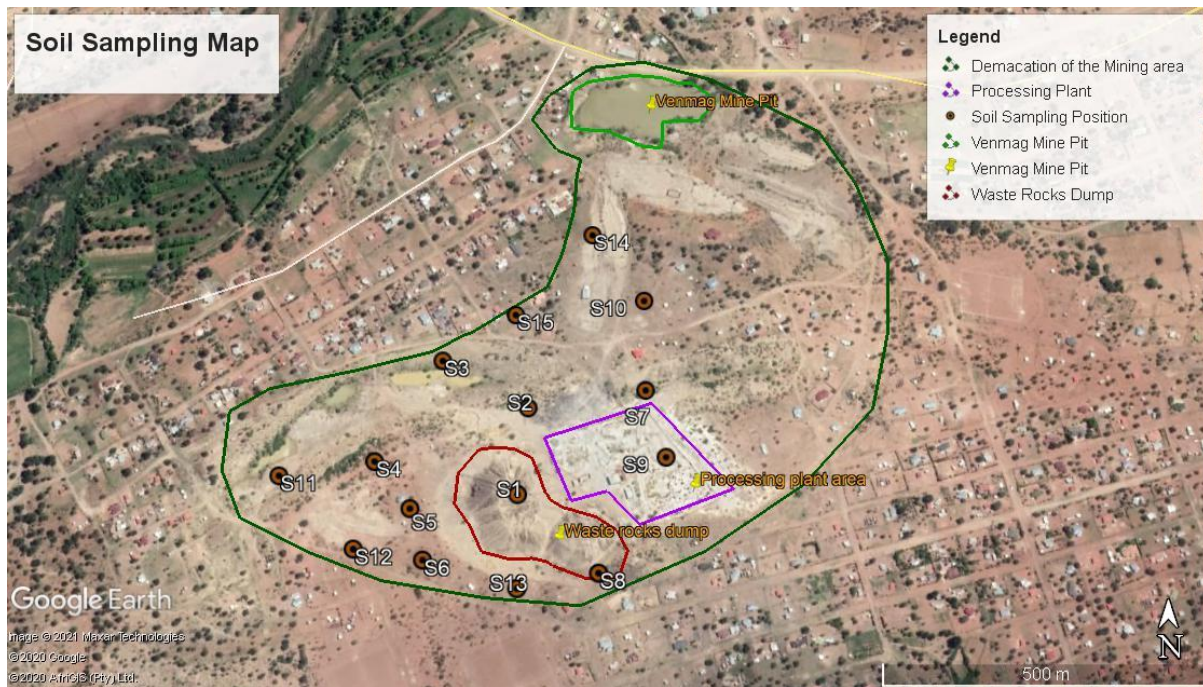 Soil Sampling Map
Legend
Demacation of the Mining area
Processing Plant
Soil Sampling Position
Venmag Mine Pit
Venmag Mine Pit
Waste Rocks Dump
Venmag Mine Pit
S14
S10
S15
S3
S2
S7
S4
S9
S11
Processing plant area
S1
S5
Waste rocks dump
S12
S6
S13
S8
Google Earth
Image © 2021 Maxar Technologies
© 2020 Google
© 2020 AfriGIS (Pty) Ltd.
N
500 m